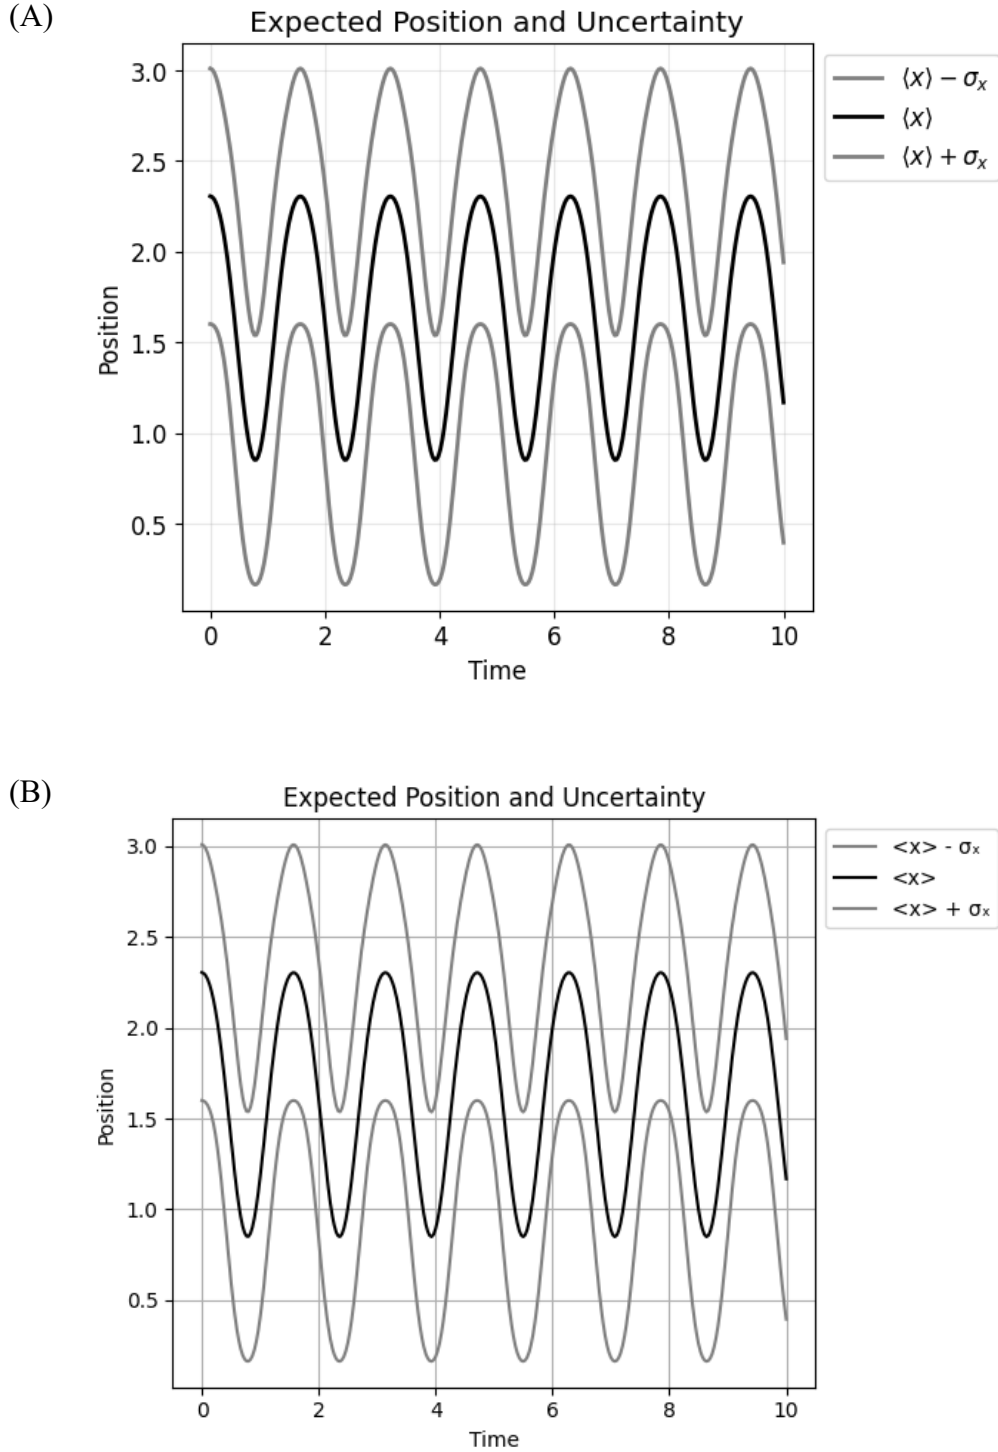 (A)
Expected Position and Uncertainty
3.0
2.5
2.0
1.5
1.0
0.5
Position
0 2 4 6 8 10
Time
⟨x⟩ − σₓ
⟨x⟩
⟨x⟩ + σₓ
(B)
Expected Position and Uncertainty
3.0
2.5
2.0
1.5
1.0
0.5
Position
0 2 4 6 8 10
Time
<x> - σₓ
<x>
<x> + σₓ